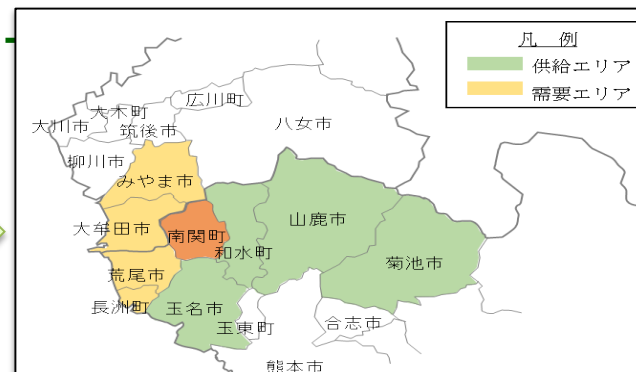 凡 例
供給エリア
需要エリア
広川町
大木町
大川市
筑後市
八女市
柳川市
みやま市
大牟田市
南関町
山鹿市
和水町
菊池市
荒尾市
長洲町
玉名市
玉東町
合志市
熊本市